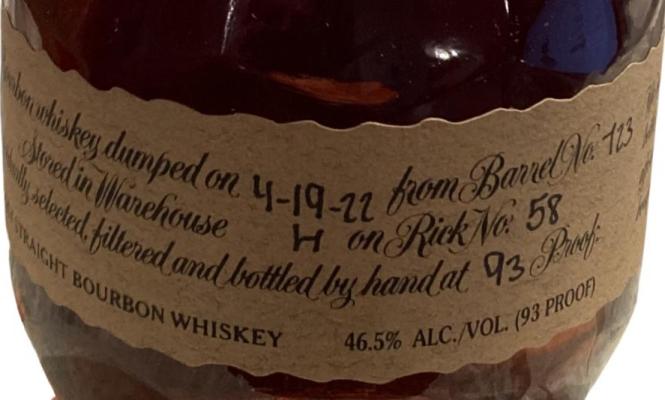 whiskey dumped on 4-19-22 from Barrel No. 123
Stored in Warehouse H on Rick No: 58
selected, filtered and bottled by hand at 93 Proof.
STRAIGHT BOURBON WHISKEY 46.5% ALC./VOL. (93 PROOF)